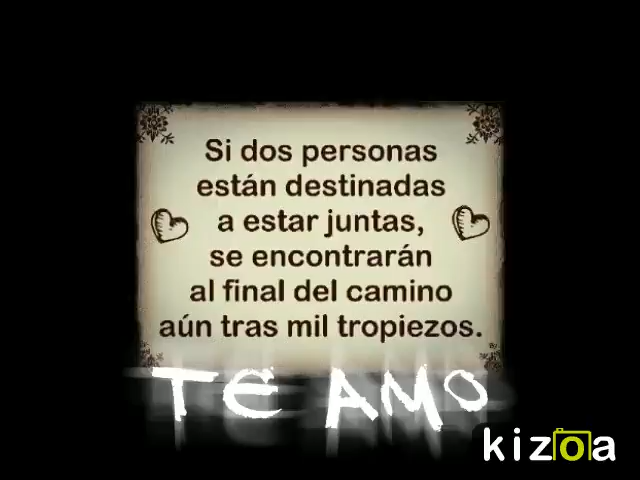 Si dos personas
están destinadas
a estar juntas,
se encontrarán
al final del camino
aún tras mil tropiezos.
TE AMO
kizoa